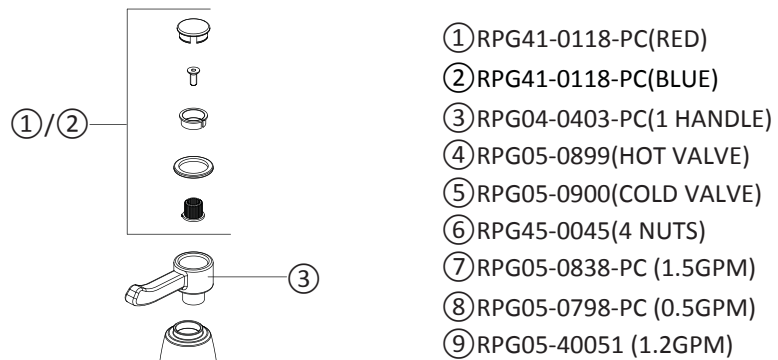 ①/②
③
①RPG41-0118-PC(RED)
②RPG41-0118-PC(BLUE)
③RPG04-0403-PC(1 HANDLE)
④RPG05-0899(HOT VALVE)
⑤RPG05-0900(COLD VALVE)
⑥RPG45-0045(4 NUTS)
⑦RPG05-0838-PC (1.5GPM)
⑧RPG05-0798-PC (0.5GPM)
⑨RPG05-40051 (1.2GPM)